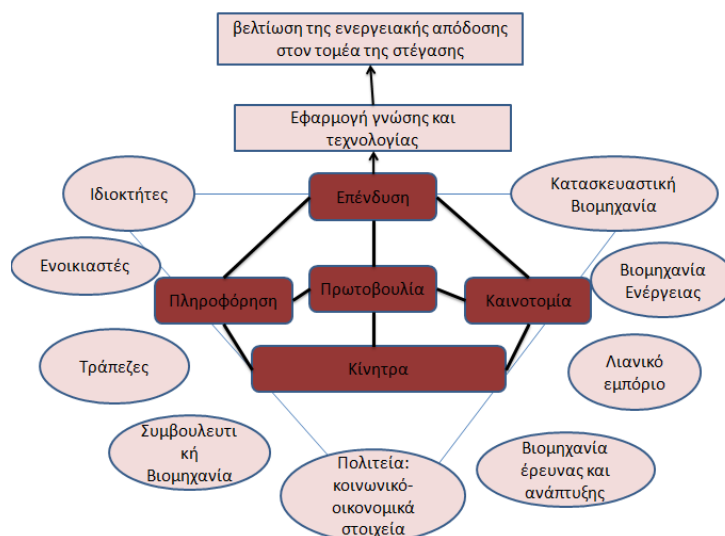 βελτίωση της ενεργειακής απόδοσης
στον τομέα της στέγασης
Εφαρμογή γνώσης και
τεχνολογίας
Ιδιοκτήτες
Επένδυση
Κατασκευαστική
Βιομηχανία
Ενοικιαστές
Πληροφόρηση
Πρωτοβουλία
Καινοτομία
Βιομηχανία
Ενέργειας
Τράπεζες
Κίνητρα
Λιανικό
εμπόριο
Συμβουλευτι
κή
Βιομηχανία
Πολιτεία:
κοινωνικό-
οικονομικά
στοιχεία
Βιομηχανία
έρευνας και
ανάπτυξης